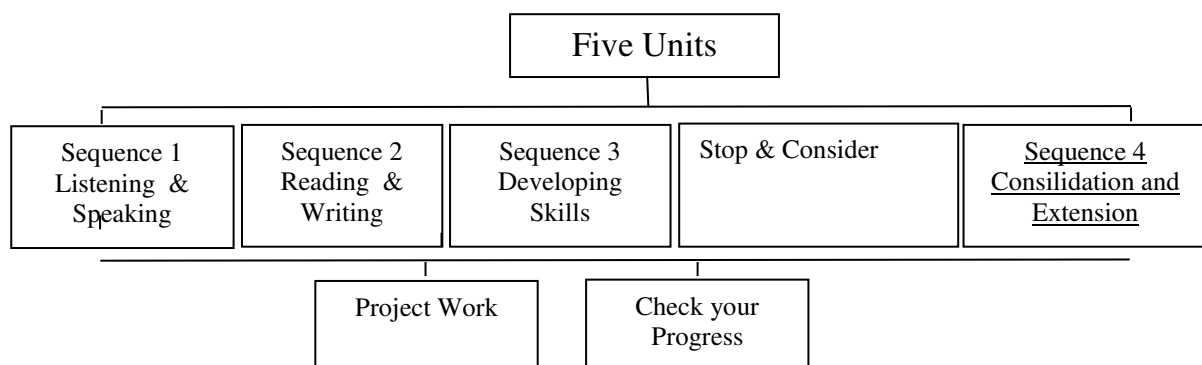 Five Units
Sequence 1
Listening &
Speaking
Sequence 2
Reading &
Writing
Sequence 3
Developing
Skills
Stop & Consider
Sequence 4
Consilidation and
Extension
Project Work
Check your
Progress